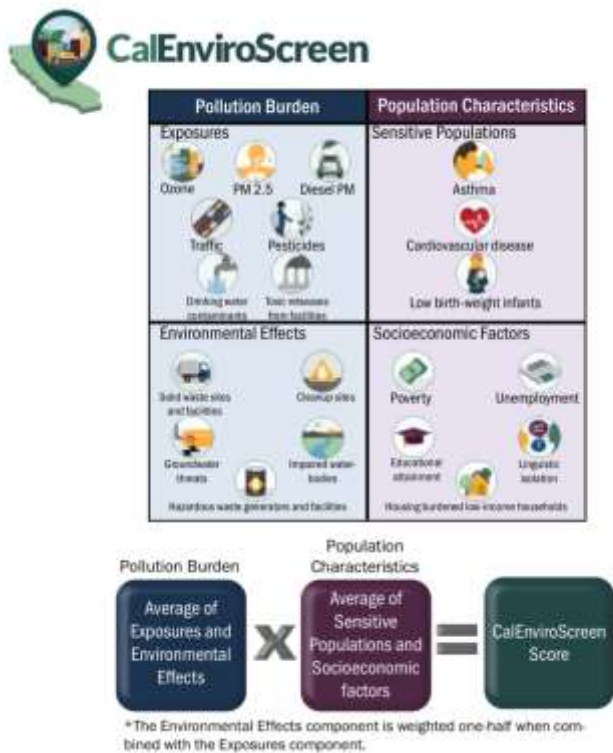 CalEnviroScreen
Pollution Burden
Population Characteristics
Exposures
Ozone
PM 2.5
Diesel PM
Traffic
Pesticides
Drinking water
contaminants
Toxic releases
from facilities
Sensitive Populations
Asthma
Cardiovascular disease
Low birth-weight infants
Environmental Effects
Solid waste sites
and facilities
Cleanup sites
Groundwater
threats
Impaired water-
bodies
Hazardous waste generators and facilities
Socioeconomic Factors
Poverty
Unemployment
Educational
attainment
Linguistic
isolation
Housing burdened low-income households
Pollution Burden
Average of
Exposures and
Environmental
Effects
x
Population
Characteristics
Average of
Sensitive
Populations and
Socioeconomic
factors
=
CalEnviroScreen
Score
*The Environmental Effects component is weighted one-half when com-
bined with the Exposures component.